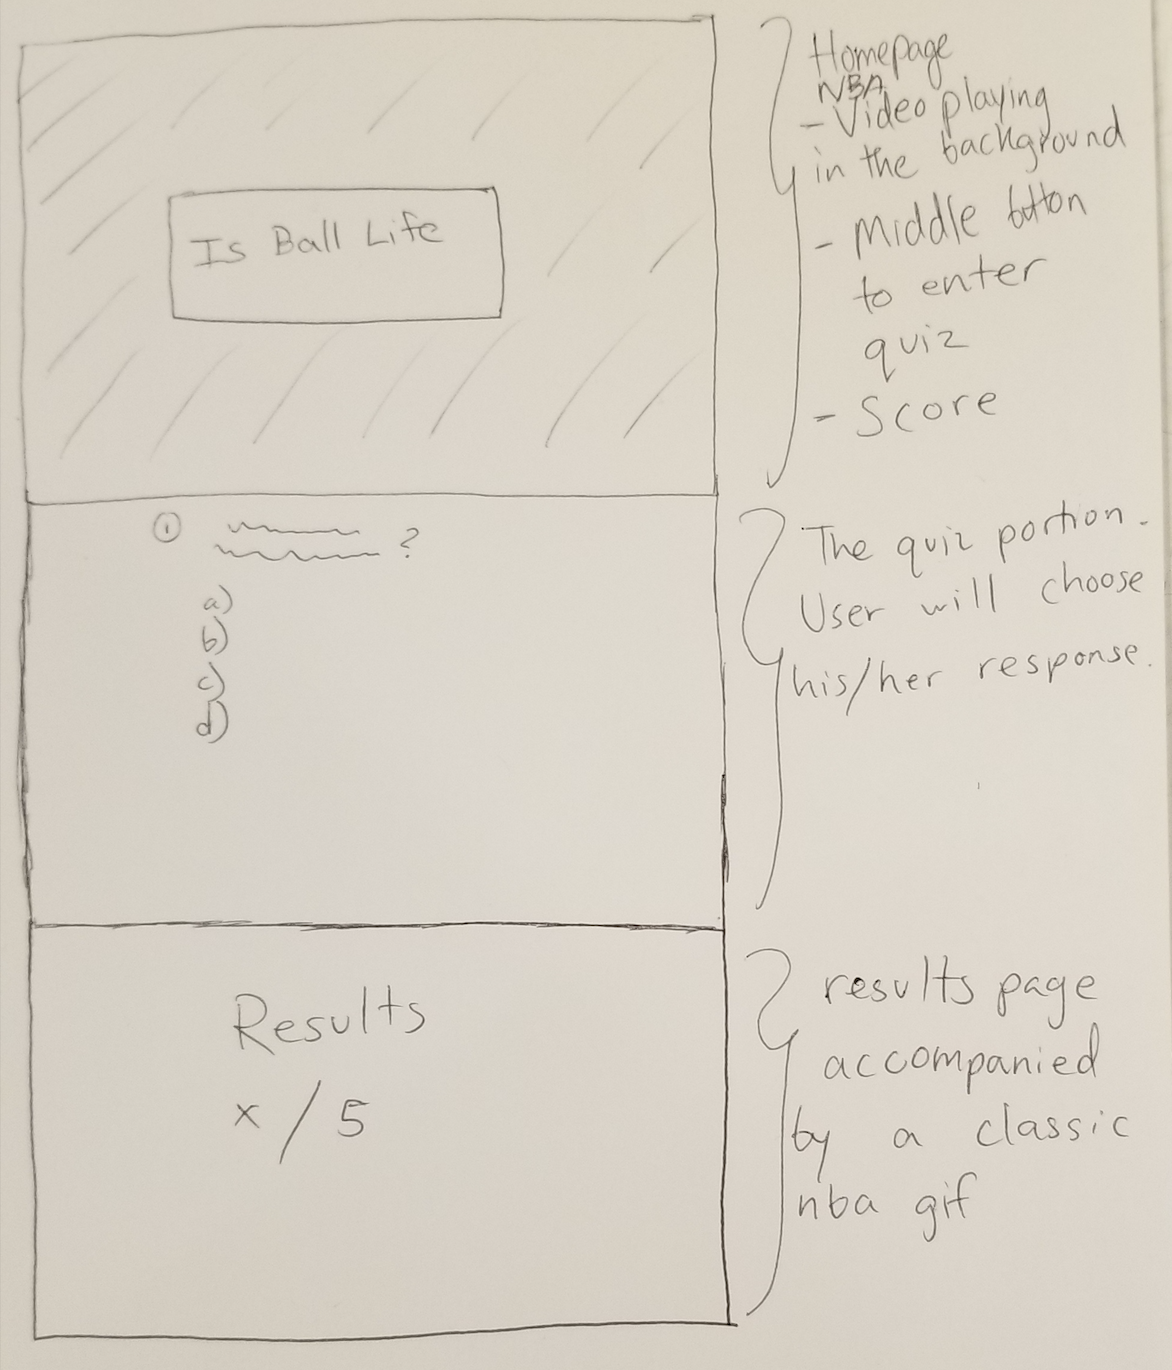 Is Ball Life
Homepage
NBA
- Video playing
in the background
- Middle button
to enter
quiz
- Score
① ?
a)
b)
c)
d)
The quiz portion.
User will choose
his/her response.
Results
x / 5
results page
accompanied
by a classic
nba gif